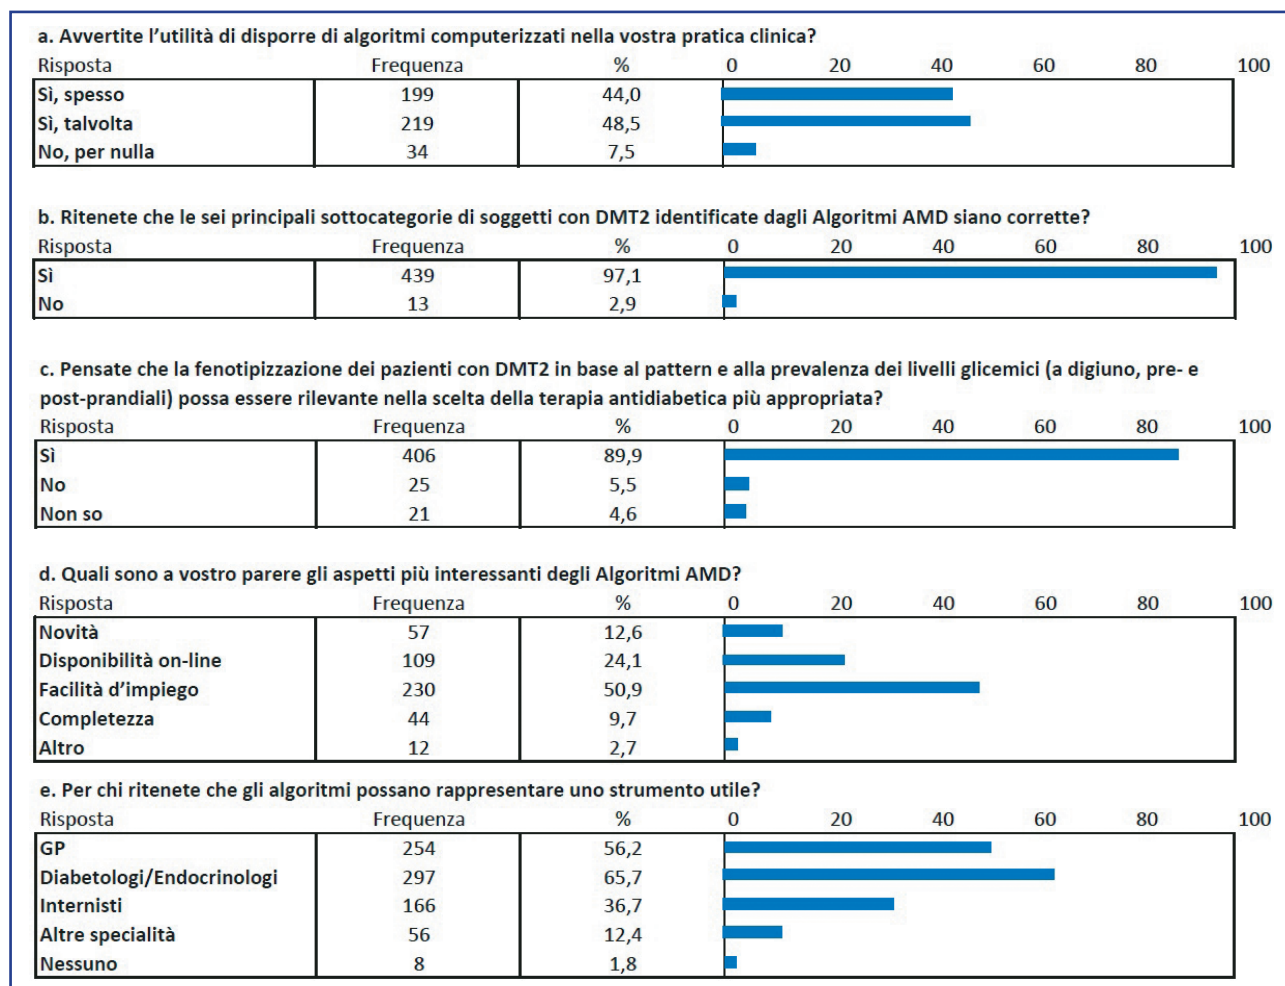 a. Avvertite l'utilità di disporre di algoritmi computerizzati nella vostra pratica clinica?
Risposta Frequenza % 0 20 40 60 80 100
Sì, spesso 199 44,0
Sì, talvolta 219 48,5
No, per nulla 34 7,5
b. Ritenete che le sei principali sottocategorie di soggetti con DMT2 identificate dagli Algoritmi AMD siano corrette?
Risposta Frequenza % 0 20 40 60 80 100
Sì 439 97,1
No 13 2,9
c. Pensate che la fenotipizzazione dei pazienti con DMT2 in base al pattern e alla prevalenza dei livelli glicemici (a digiuno, pre- e
post-prandiali) possa essere rilevante nella scelta della terapia antidiabetica più appropriata?
Risposta Frequenza % 0 20 40 60 80 100
Sì 406 89,9
No 25 5,5
Non so 21 4,6
d. Quali sono a vostro parere gli aspetti più interessanti degli Algoritmi AMD?
Risposta Frequenza % 0 20 40 60 80 100
Novità 57 12,6
Disponibilità on-line 109 24,1
Facilità d'impiego 230 50,9
Completezza 44 9,7
Altro 12 2,7
e. Per chi ritenete che gli algoritmi possano rappresentare uno strumento utile?
Risposta Frequenza % 0 20 40 60 80 100
GP 254 56,2
Diabetologi/Endocrinologi 297 65,7
Internisti 166 36,7
Altre specialità 56 12,4
Nessuno 8 1,8